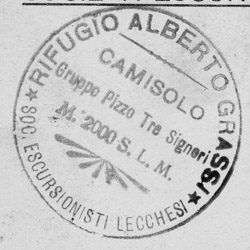 RIFUGIO ALBERTO GRASSI
CAMISOLO
Gruppo Pizzo Tre Signori
M. 2000 S. L. M.
SOC. ESCURSIONISTI LECCHESI